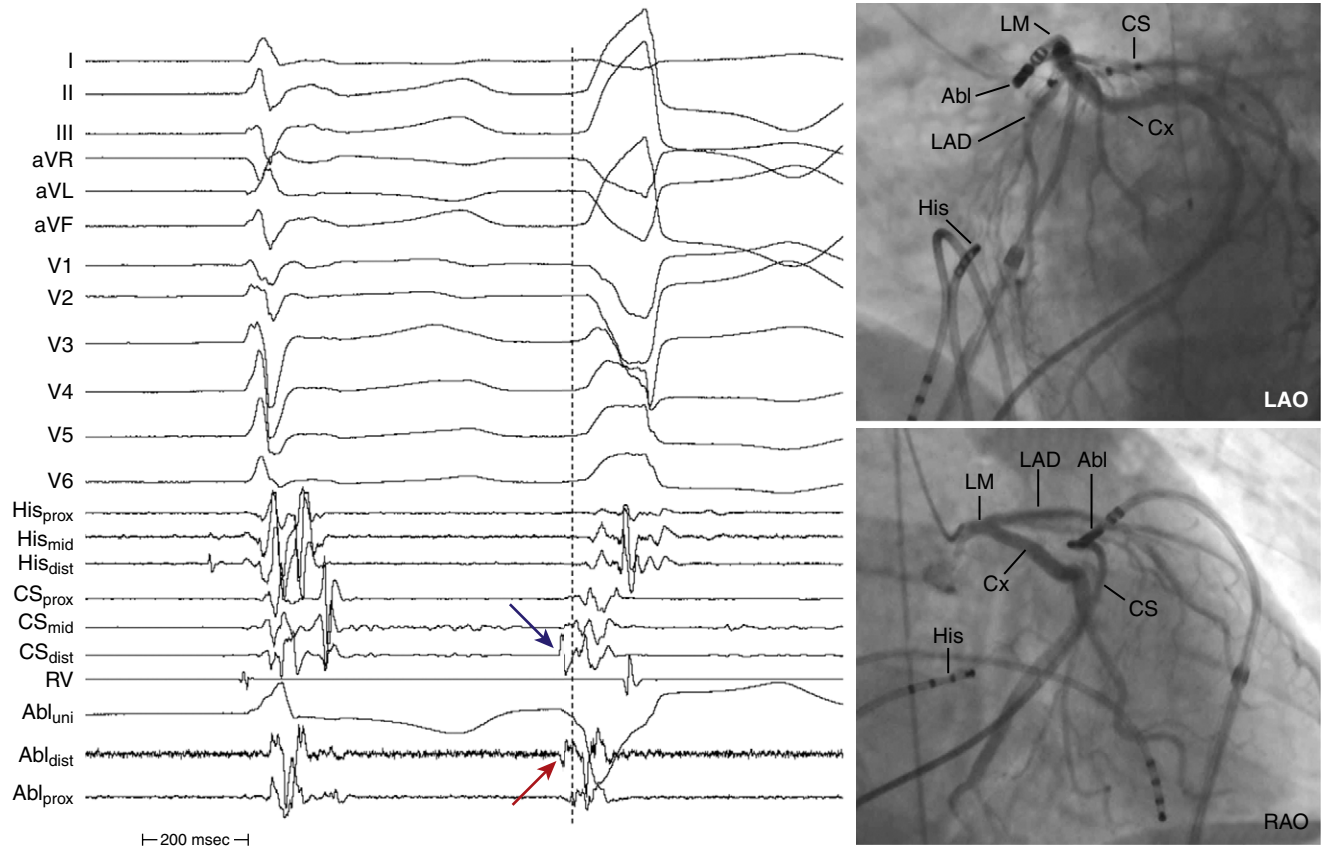 I
II
III
aVR
aVL
aVF
V1
V2
V3
V4
V5
V6
Hisprox
Hismid
Hisdist
CSprox
CSmid
CSdist
RV
Abluni
Abldist
Ablprox
200 msec
LM
CS
Abl
LAD
Cx
His
LAO
LAD
Abl
LM
Cx
CS
His
RAO